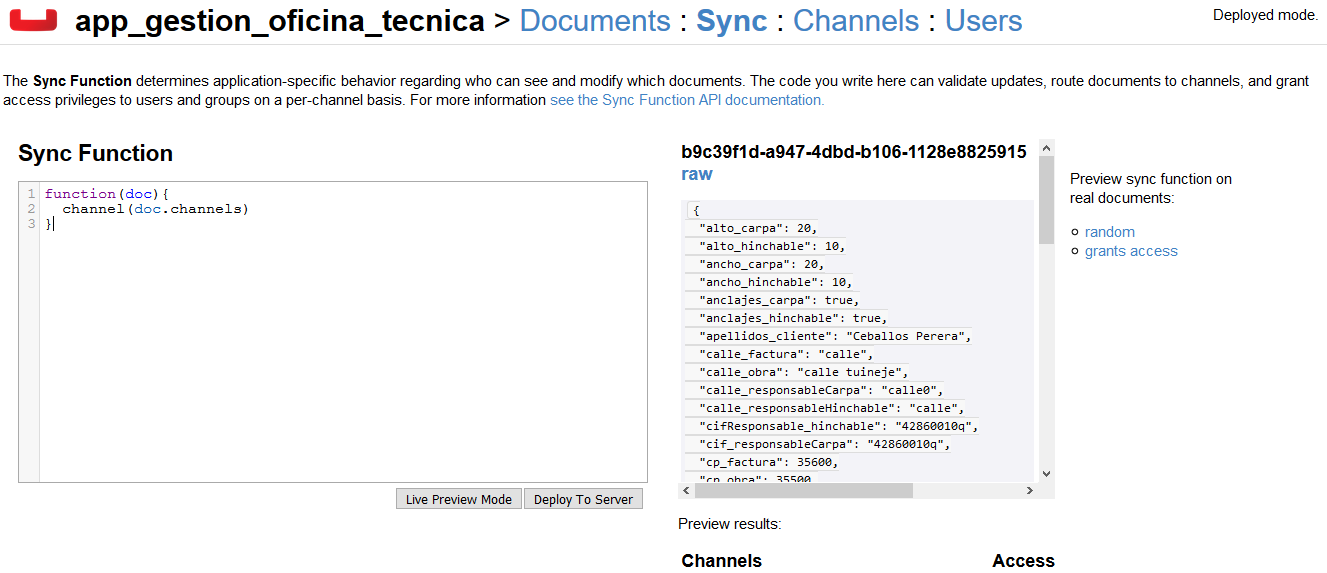 app_gestion_oficina_tecnica > Documents : Sync : Channels : Users
Deployed mode.
The Sync Function determines application-specific behavior regarding who can see and modify which documents. The code you write here can validate updates, route documents to channels, and grant
access privileges to users and groups on a per-channel basis. For more information see the Sync Function API documentation.
Sync Function
1 function(doc){
2 channel(doc.channels)
3 }
Live Preview Mode
Deploy To Server
b9c39f1d-a947-4dbd-b106-1128e8825915
raw
{
"alto_carpa": 20,
"alto_hinchable": 10,
"ancho_carpa": 20,
"ancho_hinchable": 10,
"anclajes_carpa": true,
"anclajes_hinchable": true,
"apellidos_cliente": "Ceballos Perera",
"calle_factura": "calle",
"calle_obra": "calle tuineje",
"calle_responsableCarpa": "calle0",
"calle_responsableHinchable": "calle",
"cifResponsable_hinchable": "42860010q",
"cif_responsableCarpa": "42860010q",
"cp_factura": 35600,
"cp_obra": 35500
Preview sync function on
real documents:
random
grants access
Preview results:
Channels
Access